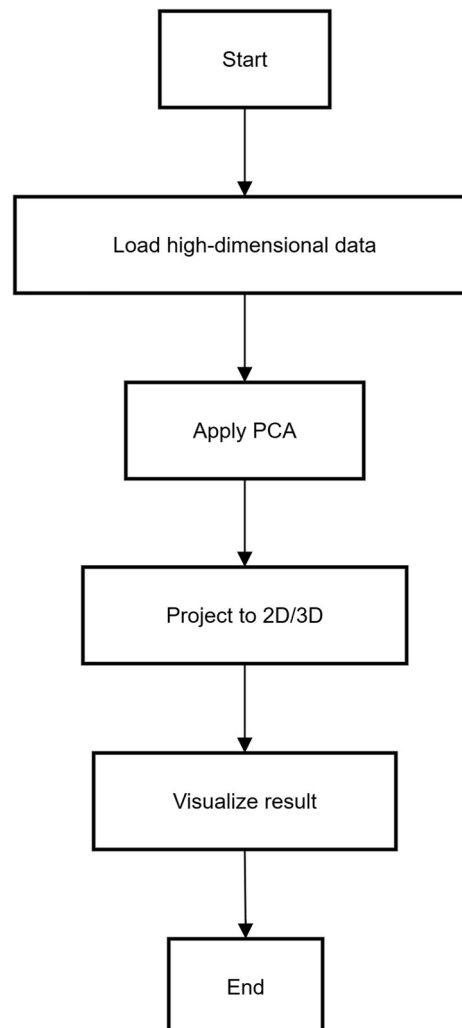 Start
Load high-dimensional data
Apply PCA
Project to 2D/3D
Visualize result
End